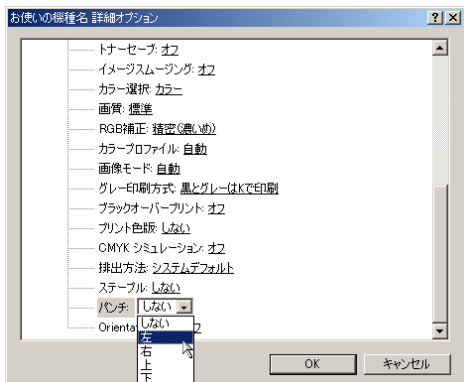 お使いの機種名 詳細オプション
トナーセーブ: オフ
イメージスムージング: オフ
カラー選択: カラー
画質: 標準
RGB補正: 精密(濃いめ)
カラープロファイル: 自動
画像モード: 自動
グレー印刷方式: 黒とグレーはKで印刷
ブラックオーバープリント: オフ
プリント色版: しない
CMYK シミュレーション: オフ
排出方法: システムデフォルト
ステープル: しない
パンチ: しない
Orienta
しない
左
右
上
下
OK
キャンセル